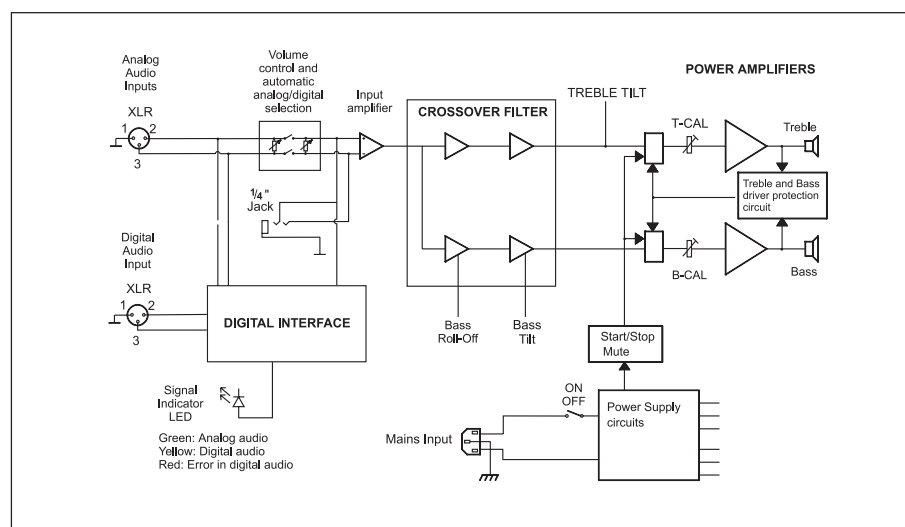 Analog
Audio
Inputs
XLR
1
2
3
Volume
control and
automatic
analog/digital
selection
Input
amplifier
CROSSOVER FILTER
TREBLE TILT
POWER AMPLIFIERS
T-CAL
Treble
Treble and Bass
driver protection
circuit
1/4"
Jack
Digital
Audio
Input
XLR
1
2
3
DIGITAL INTERFACE
B-CAL
Bass
Bass
Roll-Off
Bass
Tilt
Start/Stop
Mute
Signal
Indicator
LED
Green: Analog audio
Yellow: Digital audio
Red: Error in digital audio
Mains Input
ON
OFF
Power Supply
circuits